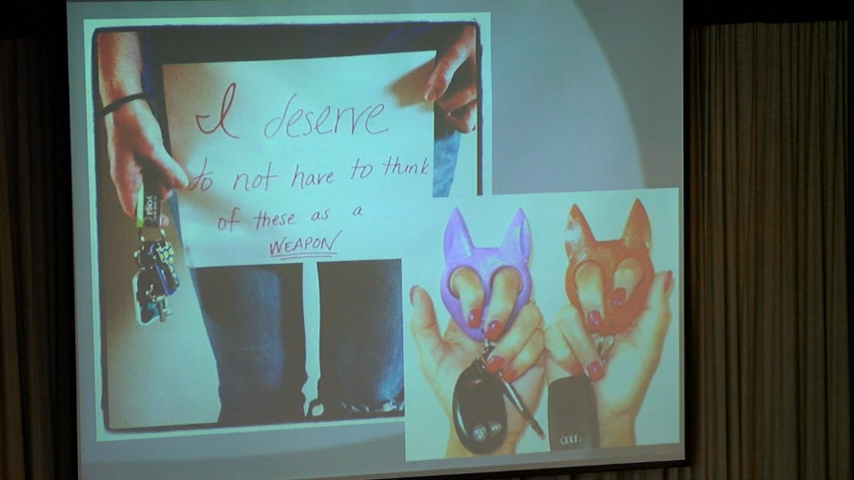 I deserve
to not have to think
of these as a
WEAPON